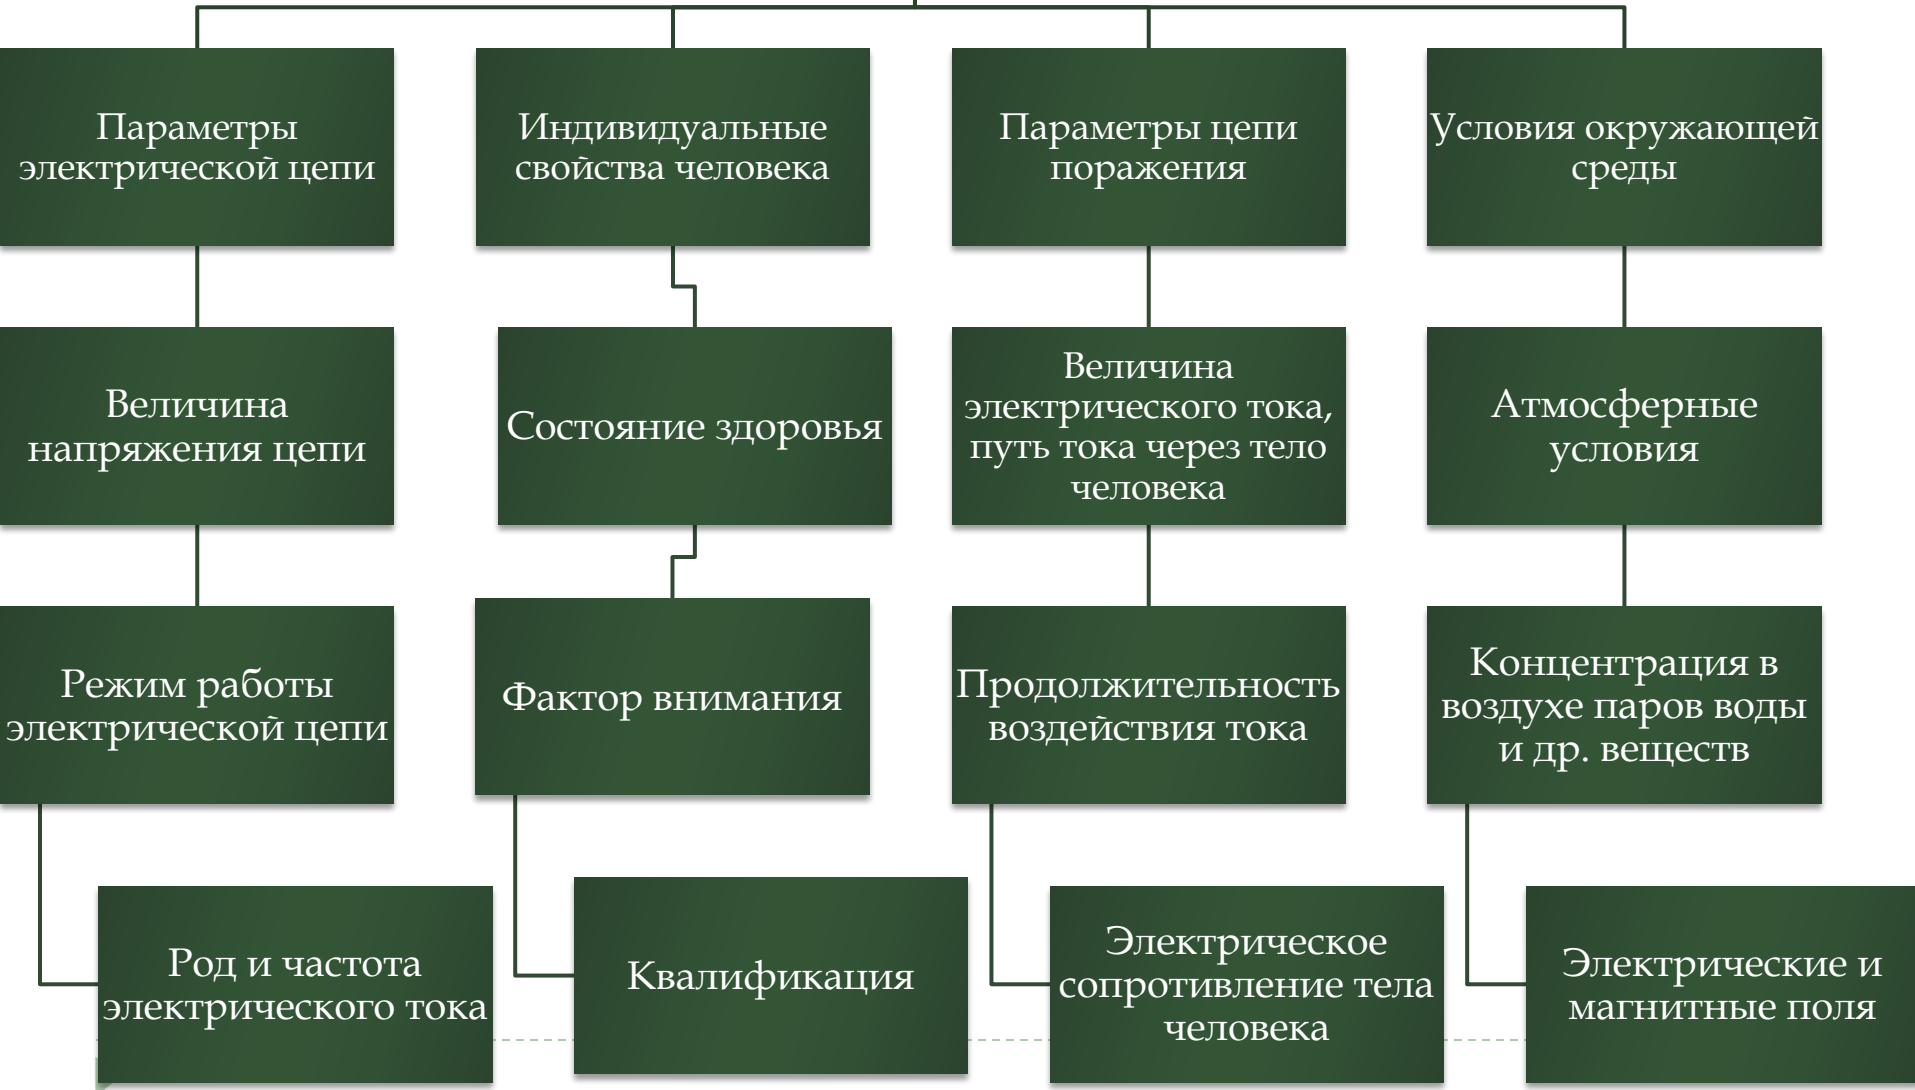 Параметры
электрической цепи
Индивидуальные
свойства человека
Параметры цепи
поражения
Условия окружающей
среды
Величина
напряжения цепи
Состояние здоровья
Величина
электрического тока,
путь тока через тело
человека
Атмосферные
условия
Режим работы
электрической цепи
Фактор внимания
Продолжительность
воздействия тока
Концентрация в
воздухе паров воды
и др. веществ
Род и частота
электрического тока
Квалификация
Электрическое
сопротивление тела
человека
Электрические и
магнитные поля